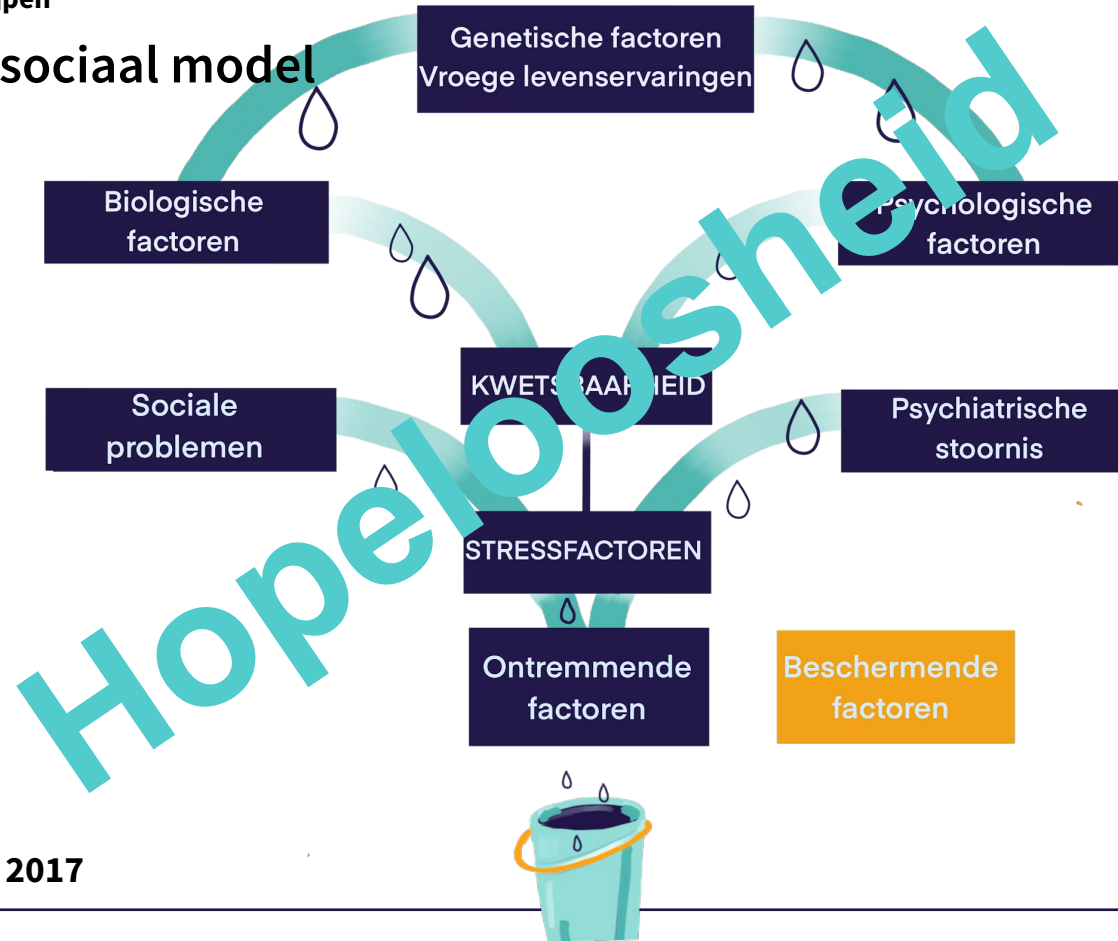 sociaal model
Genetische factoren
Vroege levenservaringen
Biologische
factoren
Psychologische
factoren
KWETSBAARHEID
Sociale
problemen
Psychiatrische
stoornis
STRESSFACTOREN
Ontremmende
factoren
Beschermende
factoren
Hopeloosheid
2017